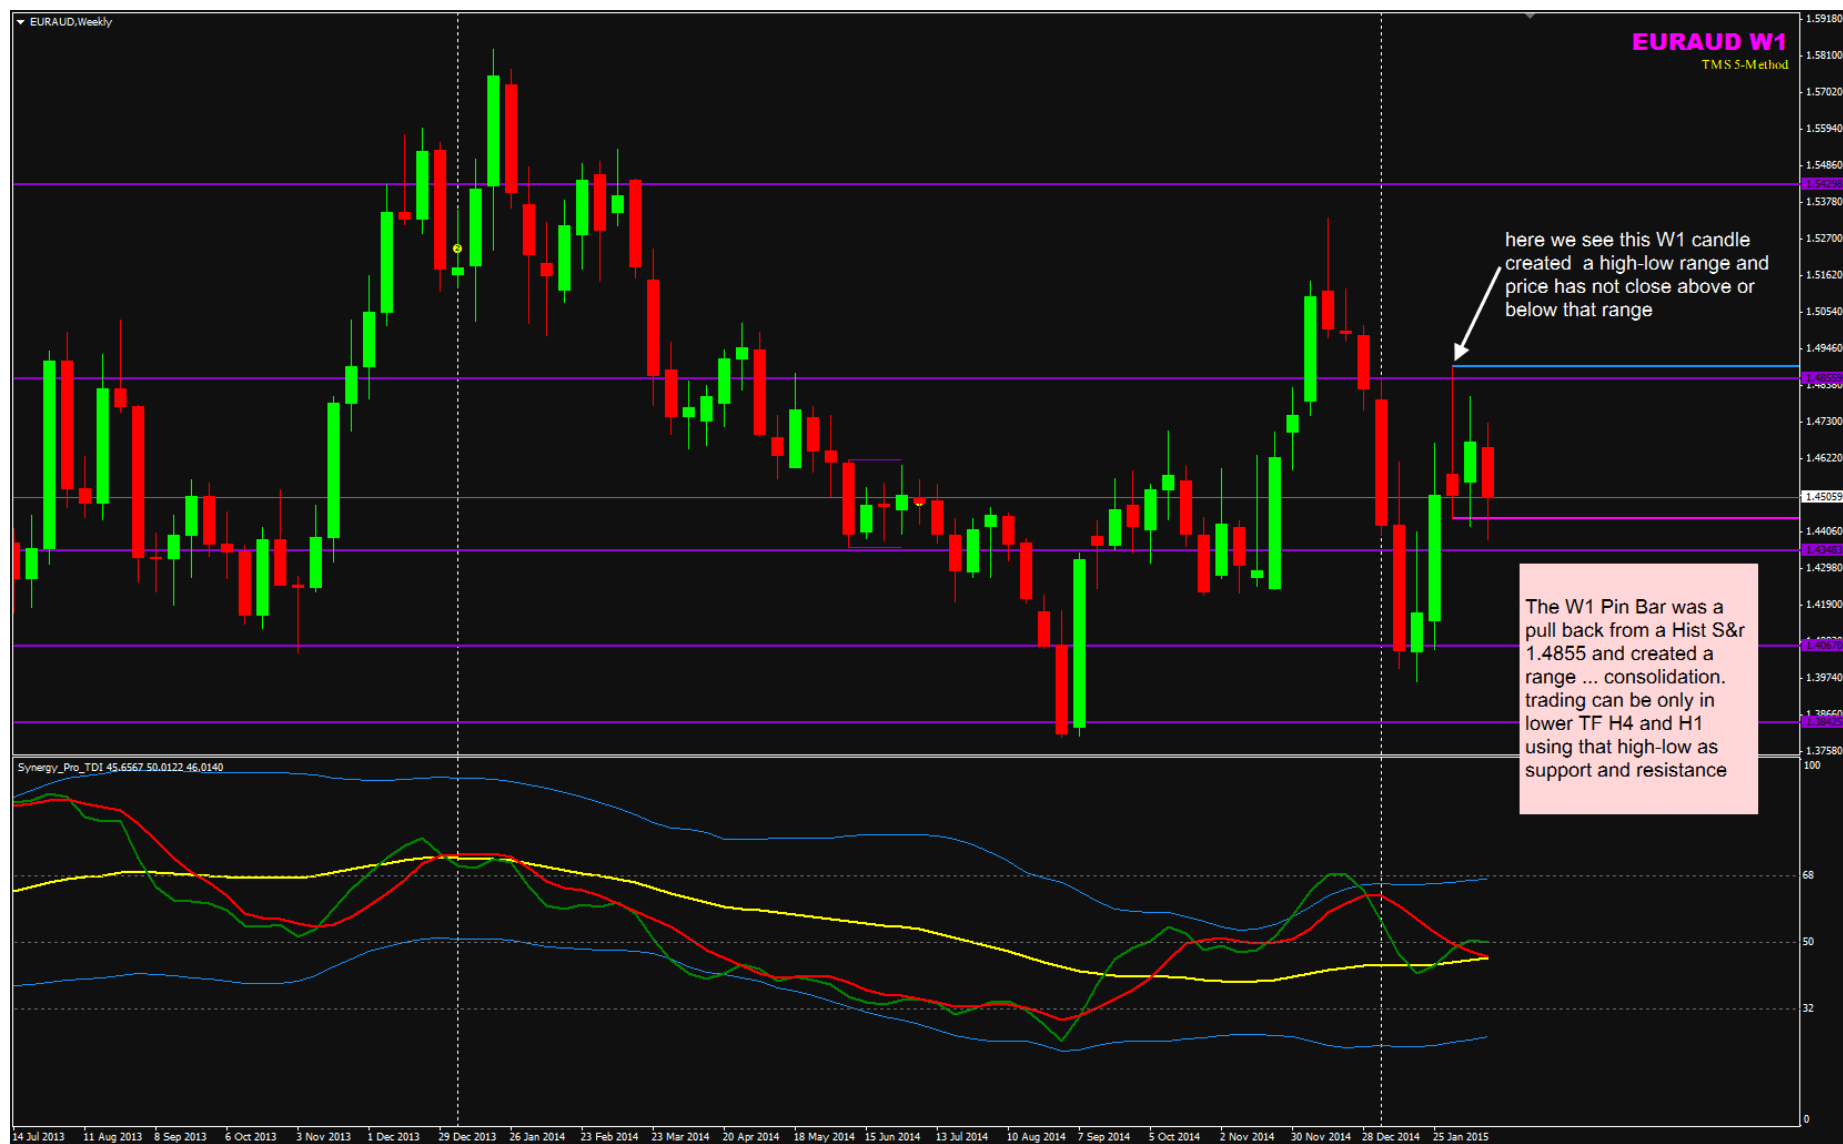 EURAUD,Weekly
EURAUD W1
TMS 5-Method
1.59180
1.58100
1.57020
1.55940
1.54860
1.53780
1.52700
1.51620
1.50540
1.49460
1.48380
1.47300
1.46220
1.45059
1.44060
1.42980
1.41900
1.39740
1.38660
1.37580
here we see this W1 candle
created a high-low range and
price has not close above or
below that range
The W1 Pin Bar was a
pull back from a Hist S&r
1.4855 and created a
range ... consolidation.
trading can be only in
lower TF H4 and H1
using that high-low as
support and resistance
2
Synergy_Pro_TDI 45.6567 50.0122 46.0140
100
68
50
32
0
14 Jul 2013 11 Aug 2013 8 Sep 2013 6 Oct 2013 3 Nov 2013 1 Dec 2013 29 Dec 2013 26 Jan 2014 23 Feb 2014 23 Mar 2014 20 Apr 2014 18 May 2014 15 Jun 2014 13 Jul 2014 10 Aug 2014 7 Sep 2014 5 Oct 2014 2 Nov 2014 30 Nov 2014 28 Dec 2014 25 Jan 2015